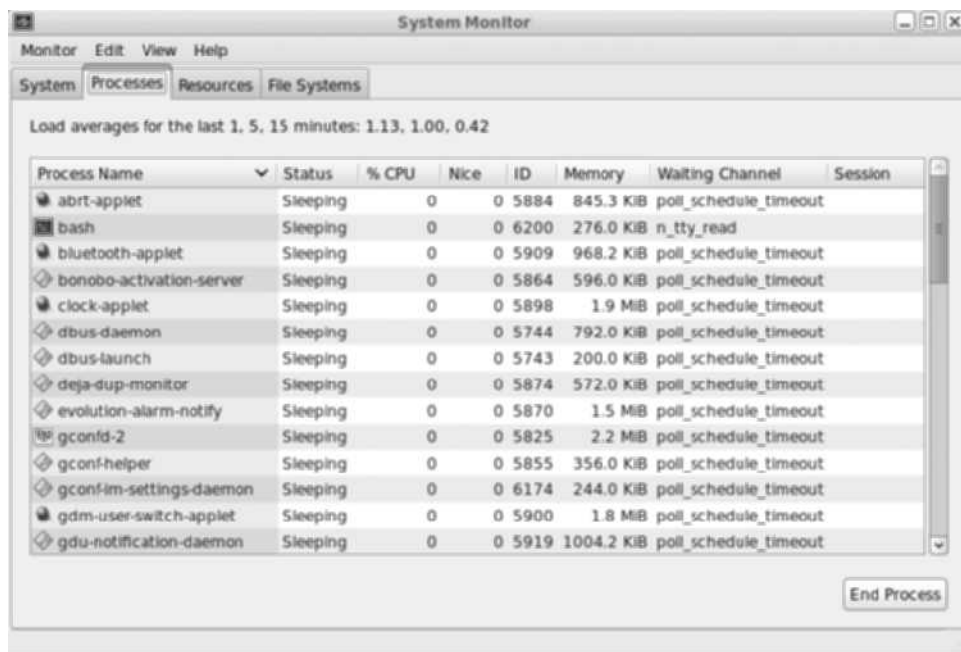 System Monitor
Monitor Edit View Help
System Processes Resources File Systems
Load averages for the last 1, 5, 15 minutes: 1.13, 1.00, 0.42
Process Name Status % CPU Nice ID Memory Waiting Channel Session
abrt-applet Sleeping 0 0 5884 845.3 KiB poll_schedule_timeout
bash Sleeping 0 0 6200 276.0 KiB n_tty_read
bluetooth-applet Sleeping 0 0 5909 968.2 KiB poll_schedule_timeout
bonobo-activation-server Sleeping 0 0 5864 596.0 KiB poll_schedule_timeout
clock-applet Sleeping 0 0 5898 1.9 MiB poll_schedule_timeout
dbus-daemon Sleeping 0 0 5744 792.0 KiB poll_schedule_timeout
dbus-launch Sleeping 0 0 5743 200.0 KiB poll_schedule_timeout
deja-dup-monitor Sleeping 0 0 5874 572.0 KiB poll_schedule_timeout
evolution-alarm-notify Sleeping 0 0 5870 1.5 MiB poll_schedule_timeout
gconfd-2 Sleeping 0 0 5825 2.2 MiB poll_schedule_timeout
gconf-helper Sleeping 0 0 5855 356.0 KiB poll_schedule_timeout
gconf-im-settings-daemon Sleeping 0 0 6174 244.0 KiB poll_schedule_timeout
gdm-user-switch-applet Sleeping 0 0 5900 1.8 MiB poll_schedule_timeout
gdu-notification-daemon Sleeping 0 0 5919 1004.2 KiB poll_schedule_timeout
End Process